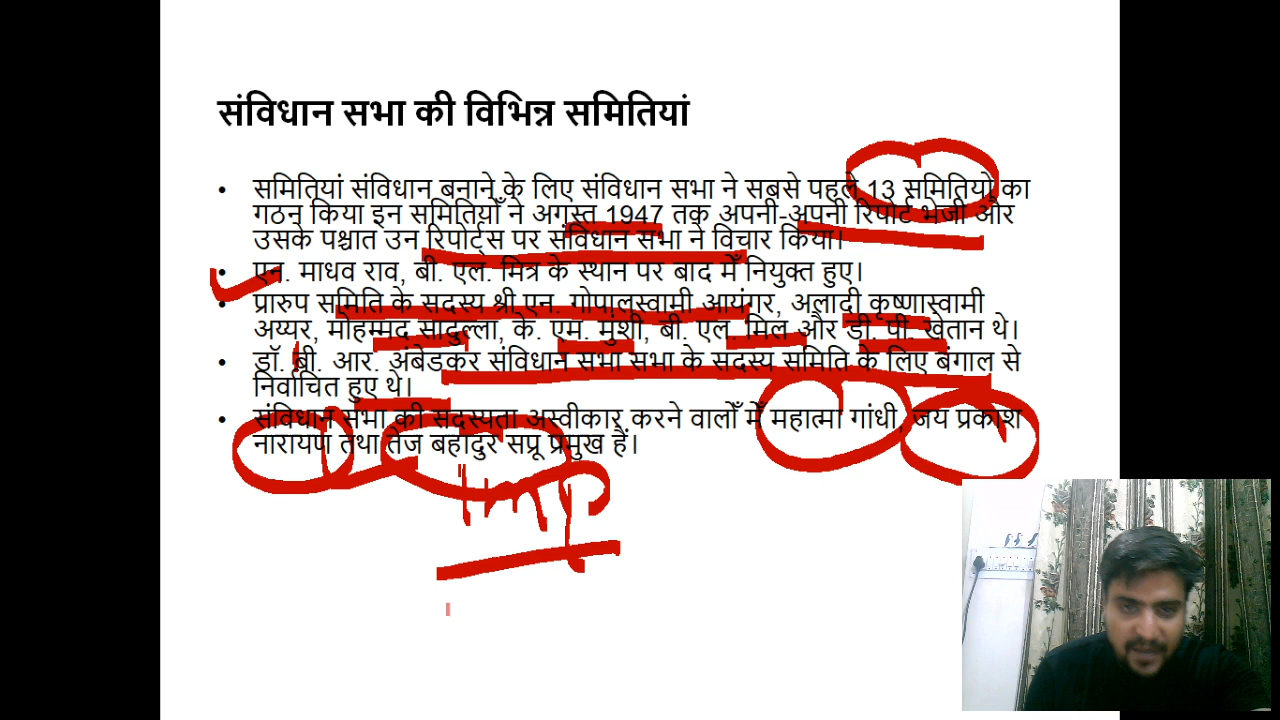 संविधान सभा की विभिन्न समितियां
• समितियां संविधान बनाने के लिए संविधान सभा ने सबसे पहले 13 समितियो का
गठन किया इन समितियोँ ने अगस्त 1947 तक अपनी-अपनी रिपोर्ट भेजी और
उसके पश्चात उन रिपोर्ट्स पर संविधान सभा ने विचार किया।
• एन. माधव राव, बी. एल. मित्र के स्थान पर बाद मेँ नियुक्त हुए।
• प्रारुप समिति के सदस्य श्री एन. गोपालस्वामी आयंगर, अलादी कृष्णास्वामी
अय्यर, मोहम्मद सादुल्ला, के. एम. मुंशी, बी. एल. मिल और डी. पी. खेतान थे।
• डॉ. बी. आर. अंबेडकर संविधान सभा सभा के सदस्य समिति के लिए बंगाल से
निर्वाचित हुए थे।
• संविधान सभा की सदस्यता अस्वीकार करने वालोँ मेँ महात्मा गांधी, जय प्रकाश
नारायण तथा तेज बहादुर सप्रू प्रमुख हैं।
Imp